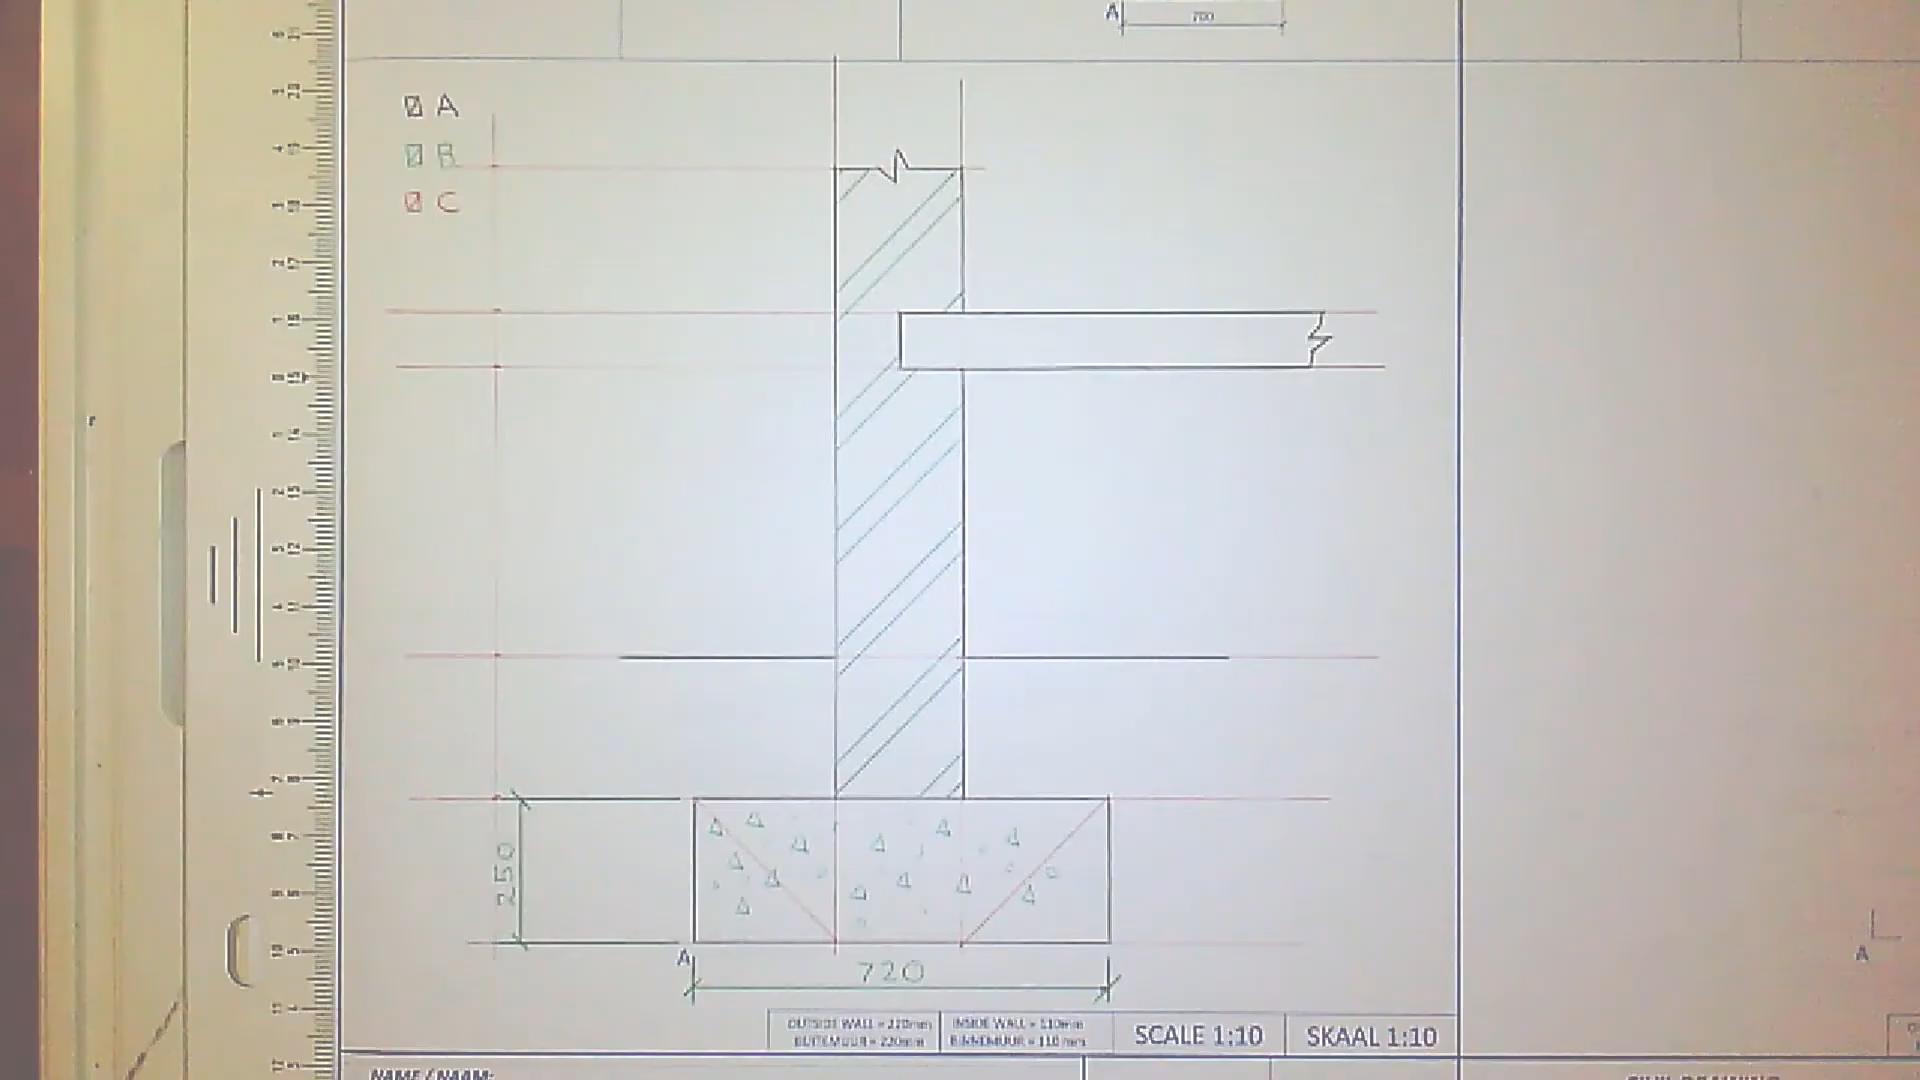 A
700
A
B
C
250
A
720
A
OUTSIDE WALL = 220mm
BUITEMUUR = 220mm
INSIDE WALL = 110mm
BINNEMUUR = 110 mm
SCALE 1:10
SKAAL 1:10
NAME / NAAM: